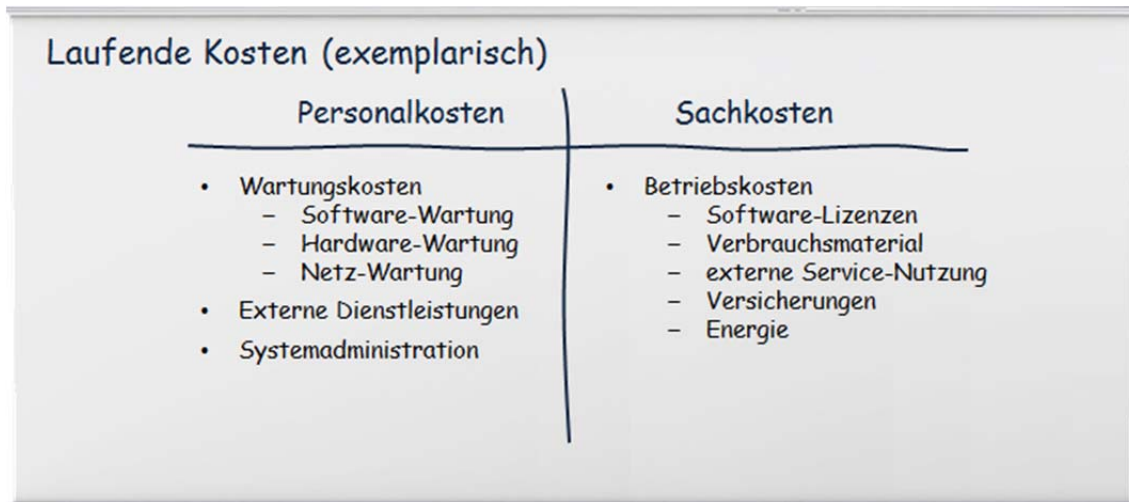 Laufende Kosten (exemplarisch)
Personalkosten
• Wartungskosten
– Software-Wartung
– Hardware-Wartung
– Netz-Wartung
• Externe Dienstleistungen
• Systemadministration
Sachkosten
• Betriebskosten
– Software-Lizenzen
– Verbrauchsmaterial
– externe Service-Nutzung
– Versicherungen
– Energie